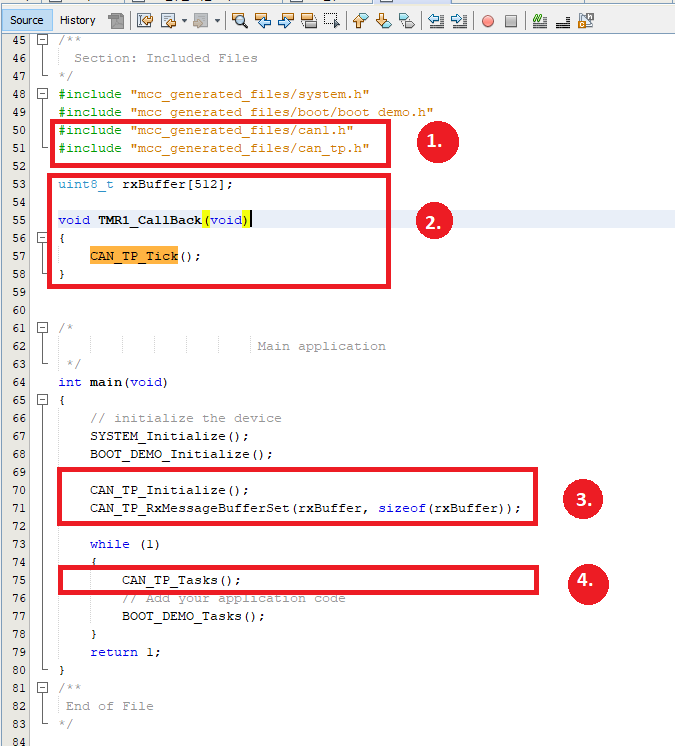 Source History
45 /**
46 Section: Included Files
47 */
48 #include "mcc_generated_files/system.h"
49 #include "mcc_generated_files/boot/boot_demo.h"
50 #include "mcc_generated_files/can1.h"
1.
51 #include "mcc_generated_files/can_tp.h"
52
53 uint8_t rxBuffer[512];
54
55 void TMR1_CallBack(void)
2.
56 {
57 CAN_TP_Tick();
58 }
59
60
61 /*
62 Main application
63 */
64 int main(void)
65 {
66 // initialize the device
67 SYSTEM_Initialize();
68 BOOT_DEMO_Initialize();
69
70 CAN_TP_Initialize();
3.
71 CAN_TP_RxMessageBufferSet(rxBuffer, sizeof(rxBuffer));
72
73 while (1)
74 {
75 CAN_TP_Tasks();
4.
76 // Add your application code
77 BOOT_DEMO_Tasks();
78 }
79 return 1;
80 }
81 /**
82 End of File
83 */
84